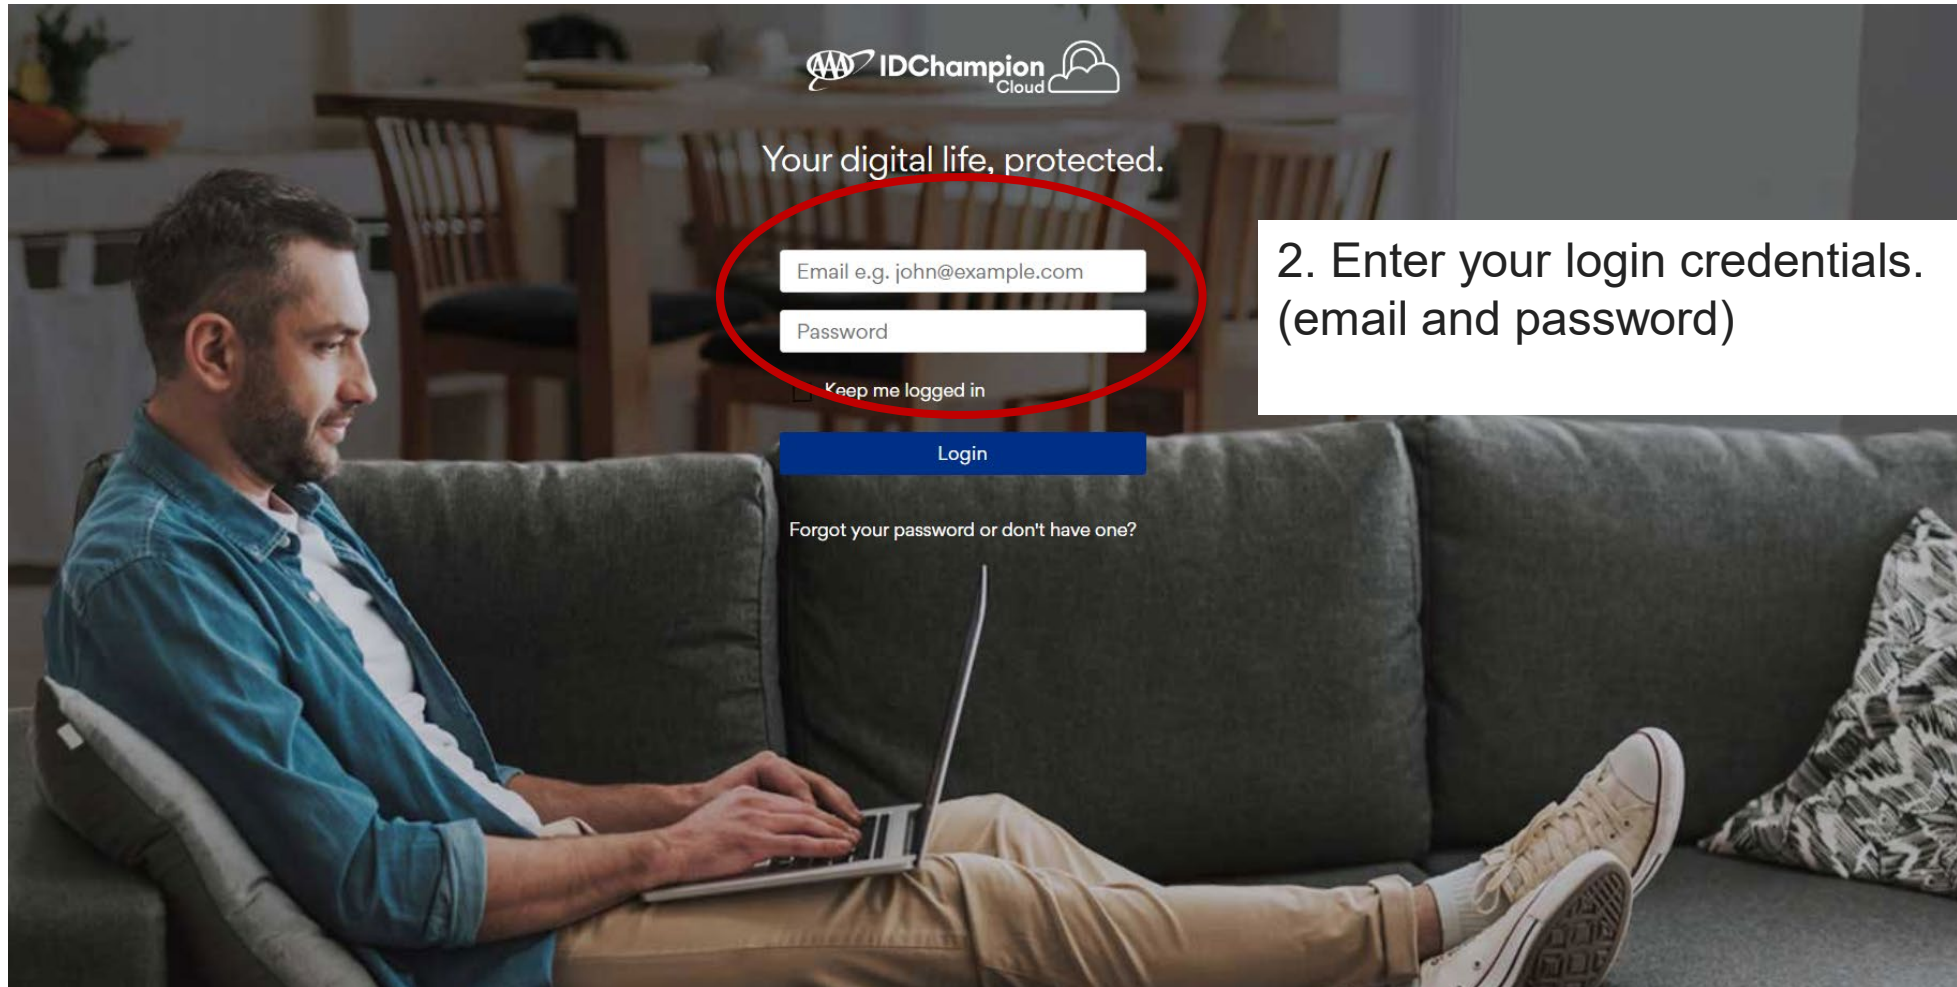 AAA IDChampion
Cloud
Your digital life, protected.
Email e.g. john@example.com
Password
Keep me logged in
Login
Forgot your password or don't have one?
2. Enter your login credentials.
(email and password)